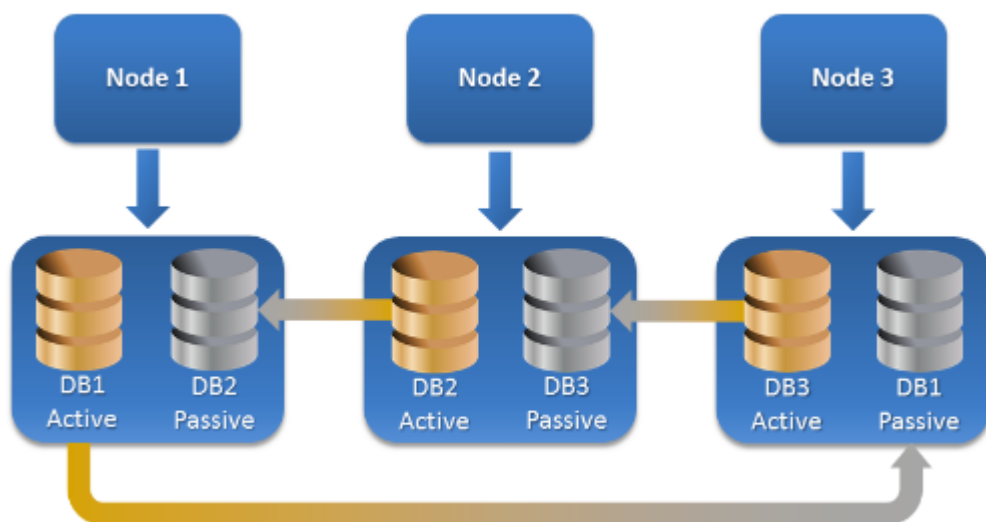 Node 1
Node 2
Node 3
DB1
Active
DB2
Passive
DB2
Active
DB3
Passive
DB3
Active
DB1
Passive